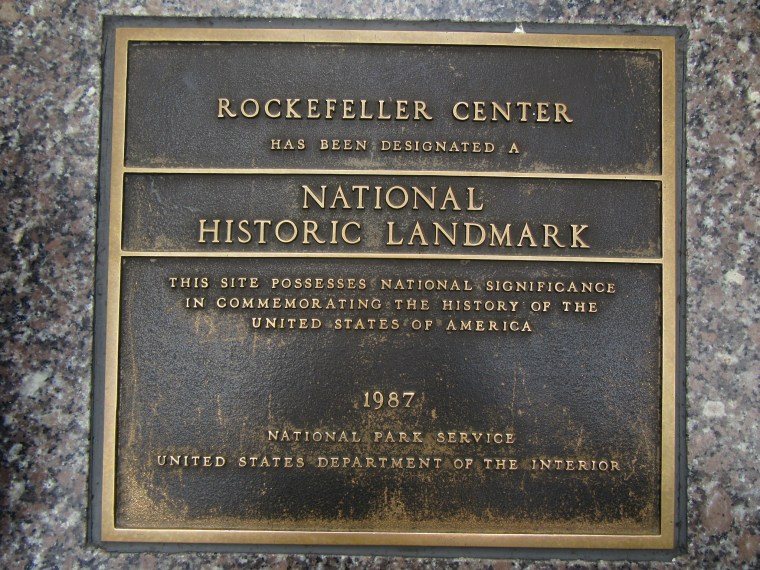 ROCKEFELLER CENTER
HAS BEEN DESIGNATED A
NATIONAL
HISTORIC LANDMARK
THIS SITE POSSESSES NATIONAL SIGNIFICANCE
IN COMMEMORATING THE HISTORY OF THE
UNITED STATES OF AMERICA
1987
NATIONAL PARK SERVICE
UNITED STATES DEPARTMENT OF THE INTERIOR